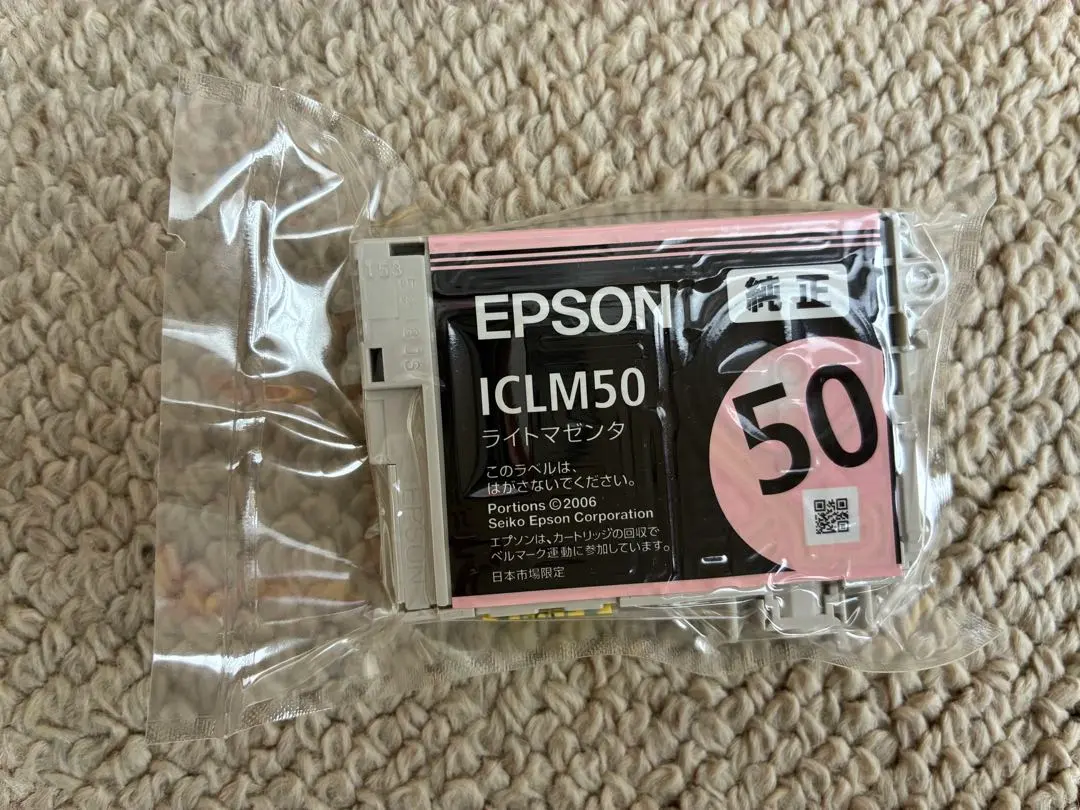 EPSON
純正
ICLM50
ライトマゼンタ
50
このラベルは、
はがさないでください。
Portions ©2006
Seiko Epson Corporation
エプソンは、カートリッジの回収で
ベルマーク運動に参加しています。
日本市場限定
153